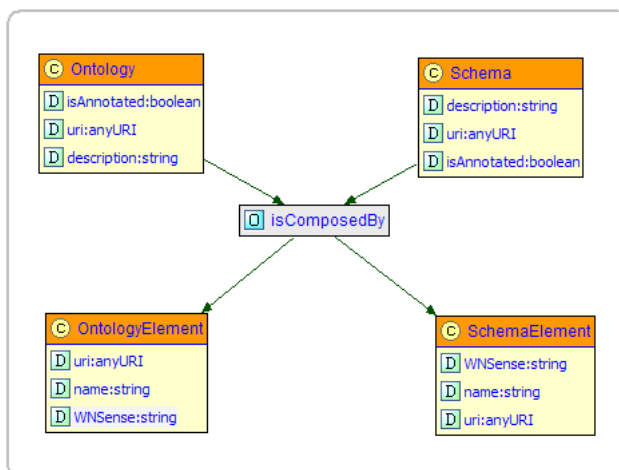 C Ontology
D isAnnotated:boolean
D uri:anyURI
D description:string
C Schema
D description:string
D uri:anyURI
D isAnnotated:boolean
O isComposedBy
C OntologyElement
D uri:anyURI
D name:string
D WNSense:string
C SchemaElement
D WNSense:string
D name:string
D uri:anyURI